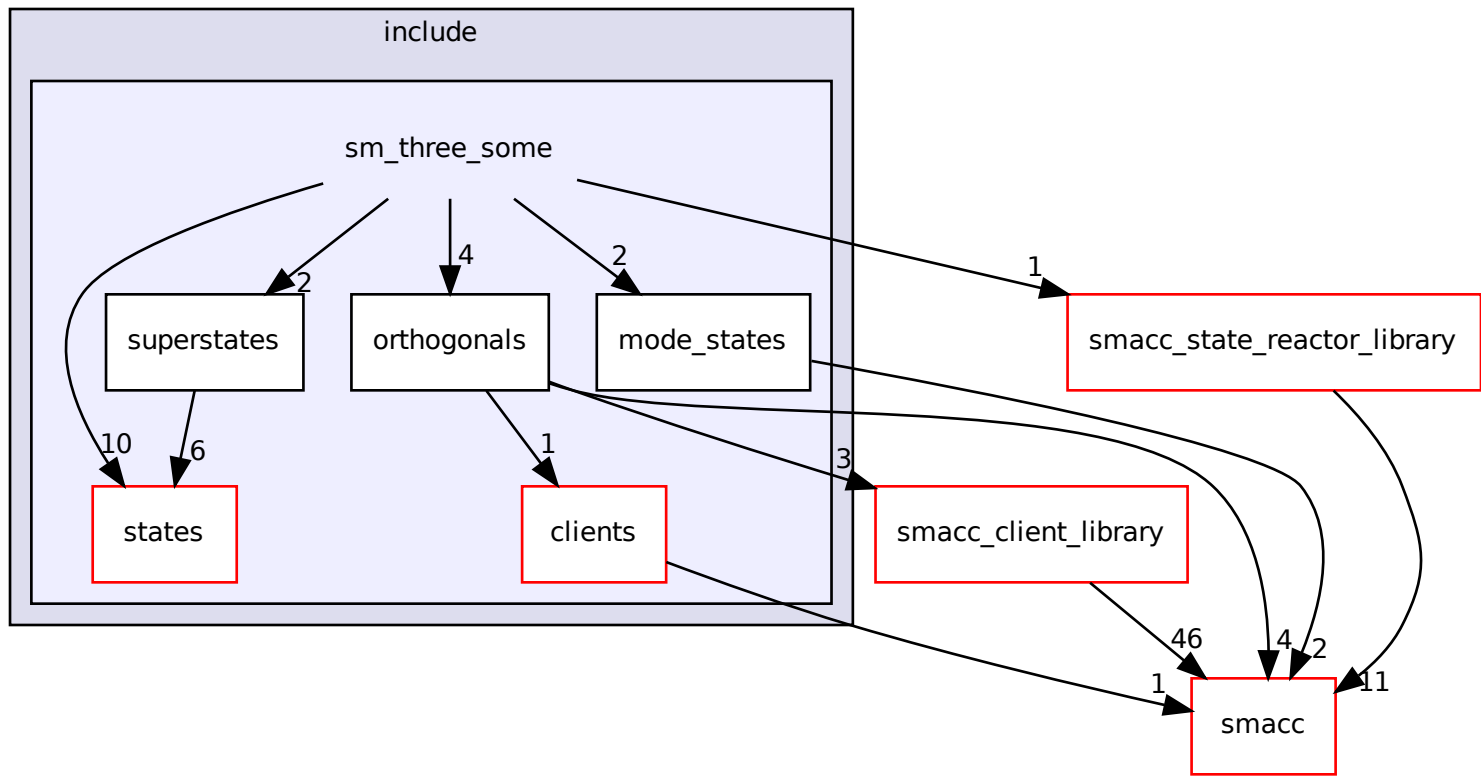 include
sm_three_some
1
2
4
2
superstates
orthogonals
mode_states
smacc_state_reactor_library
10
6
1
3
states
clients
smacc_client_library
46
4
2
1
11
smacc